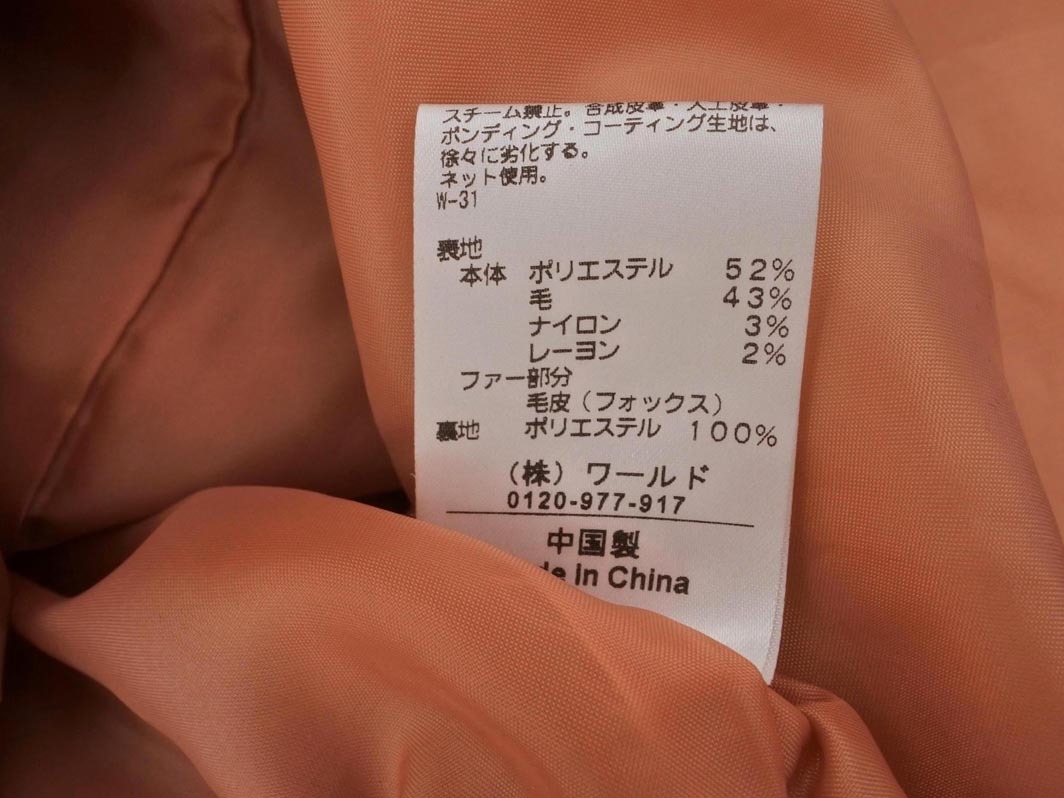 スチーム禁止。合成皮革・人工皮革・
ボンディング・コーティング生地は、
徐々に劣化する。
ネット使用。
W-31
表地
本体 ポリエステル 52%
毛 43%
ナイロン 3%
レーヨン 2%
ファー部分
毛皮（フォックス）
裏地 ポリエステル 100%
（株）ワールド
0120-977-917
中国製
in China